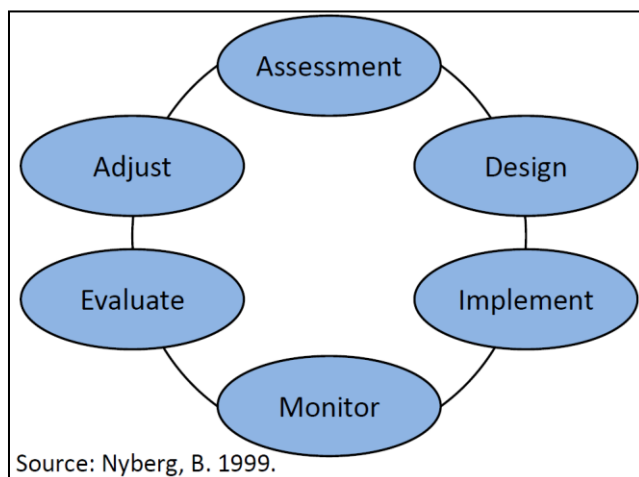 Assessment
Design
Implement
Monitor
Evaluate
Adjust
Source: Nyberg, B. 1999.